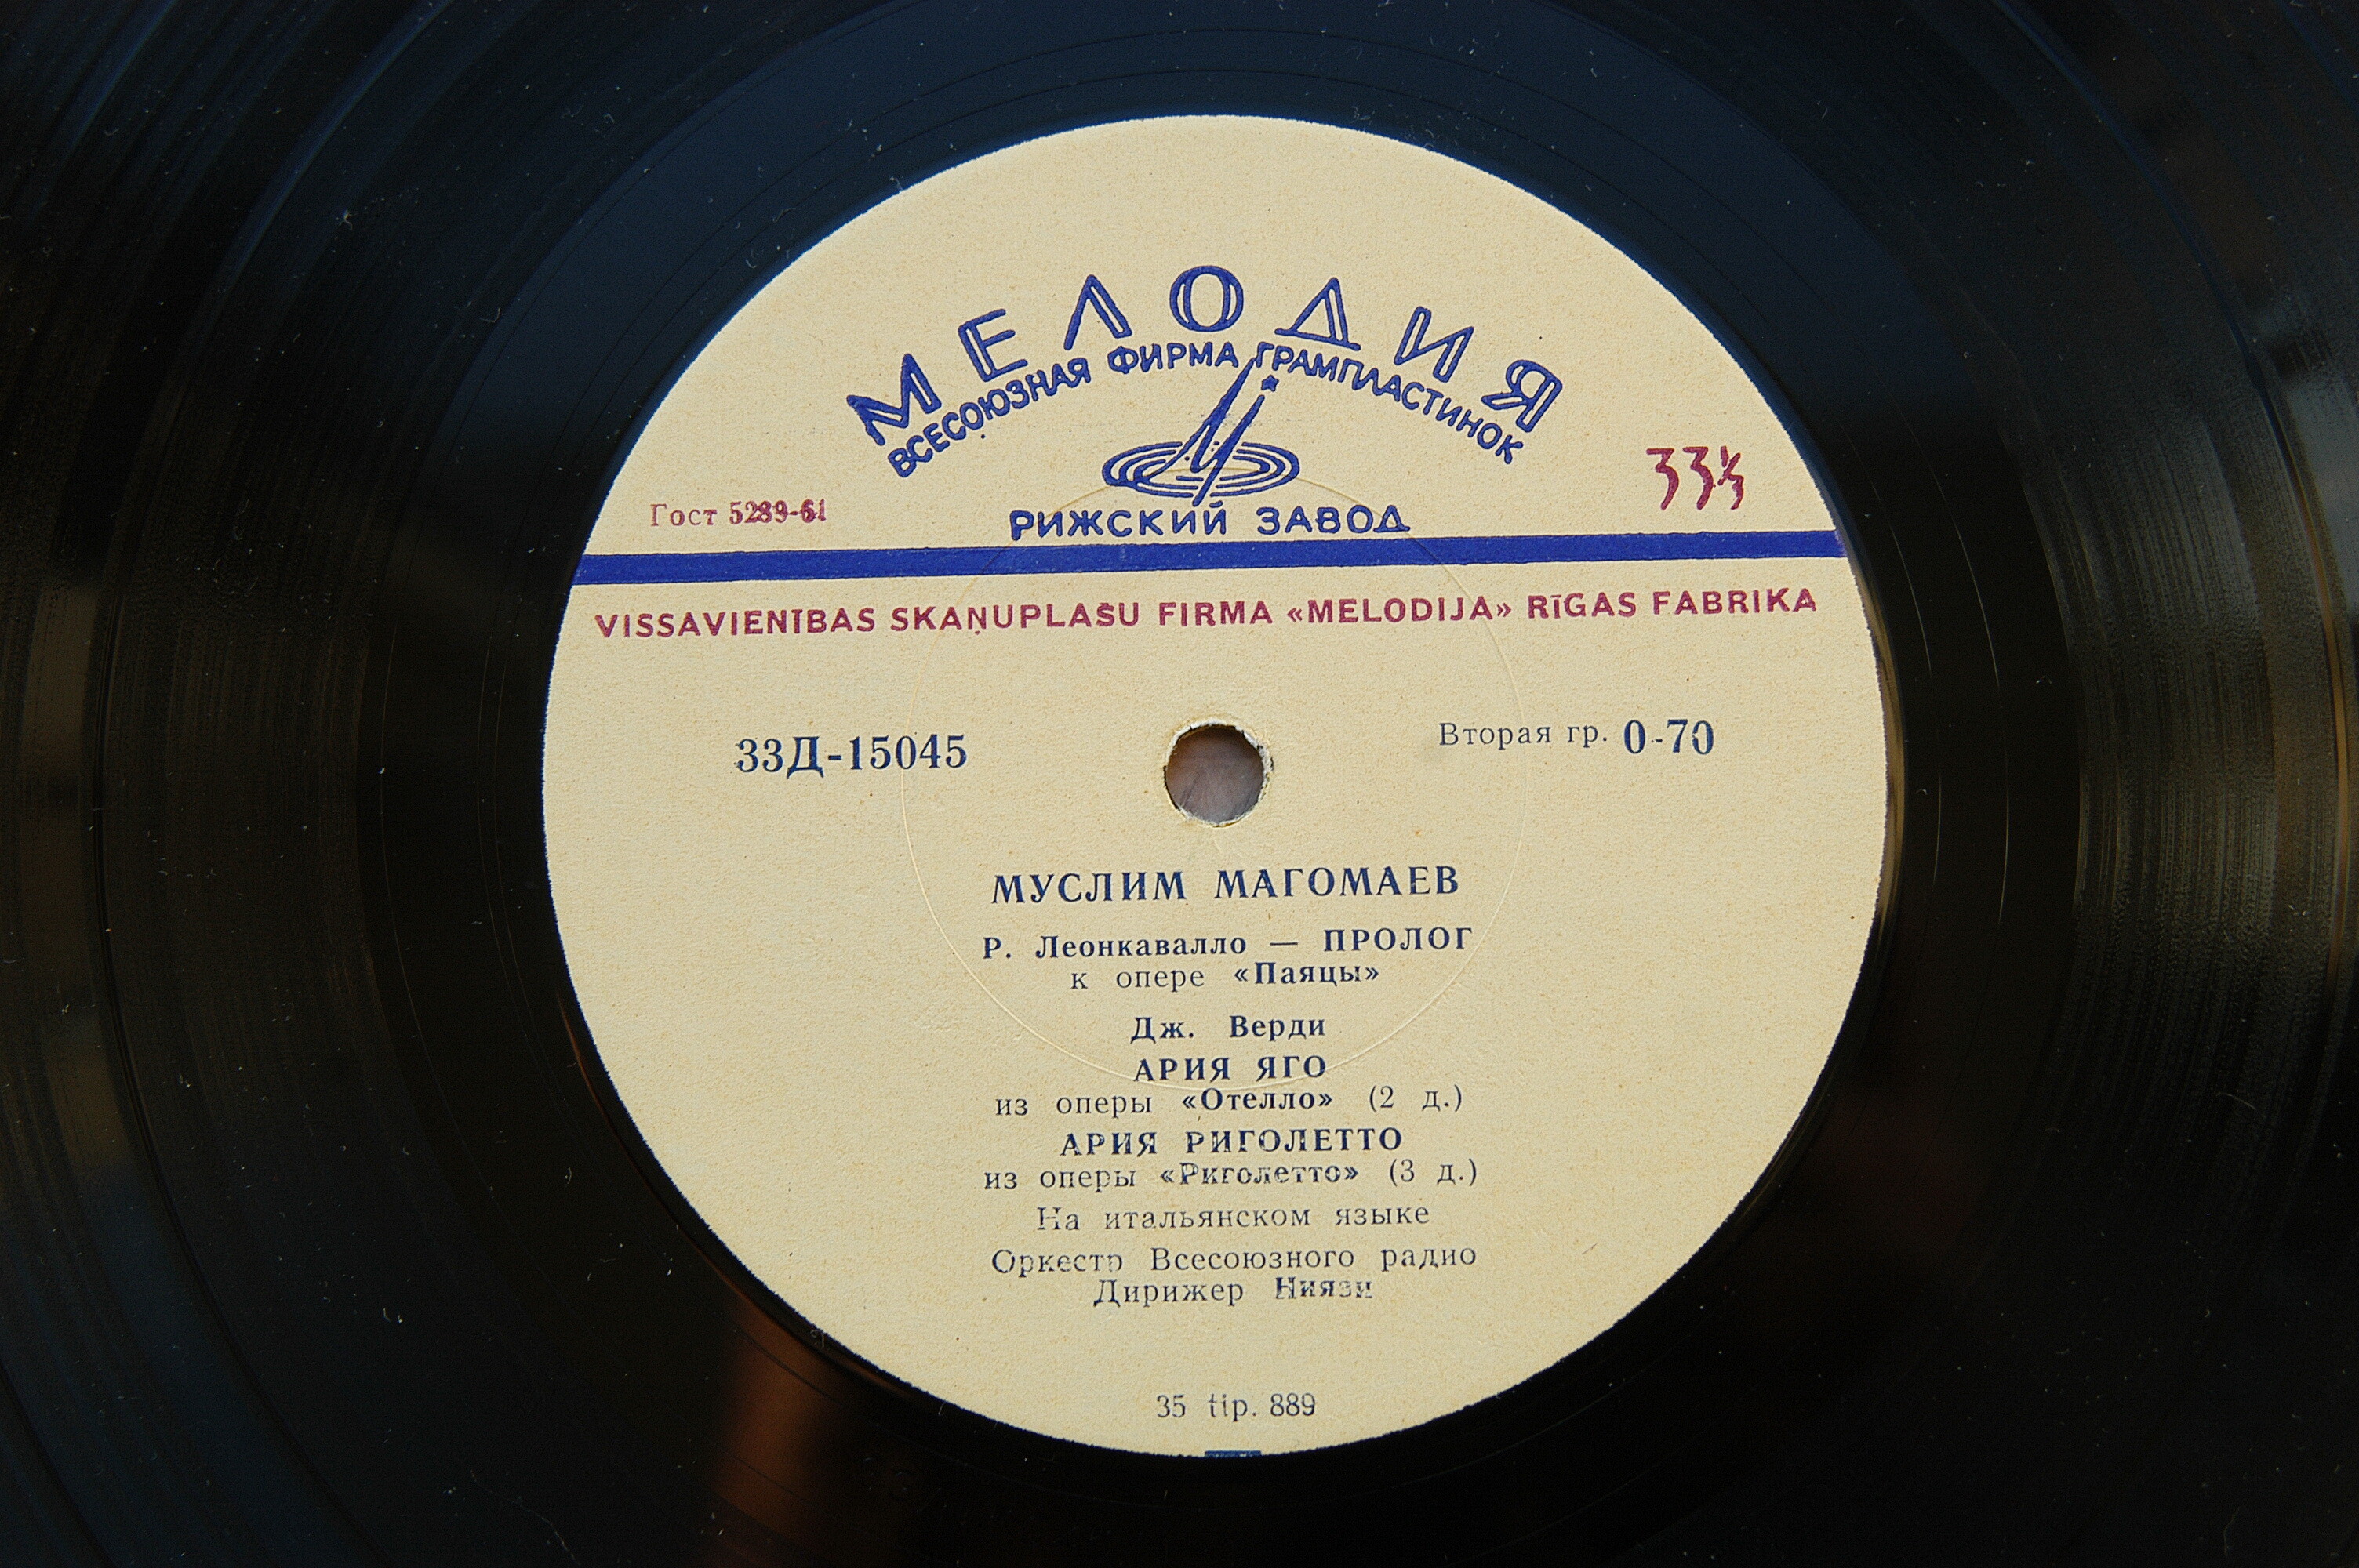 МЕЛОДИЯ
ВСЕСОЮЗНАЯ ФИРМА ГРАМПЛАСТИНОК
РИЖСКИЙ ЗАВОД
Гост 5289-61
33⅓
VISSAVIENĪBAS SKAŅUPLAŠU FIRMA «MELODIJA» RĪGAS FABRIKA
33Д-15045
Вторая гр. 0-70
МУСЛИМ МАГОМАЕВ
Р. Леонкавалло — ПРОЛОГ
к опере «Паяцы»
Дж. Верди
АРИЯ ЯГО
из оперы «Отелло» (2 д.)
АРИЯ РИГОЛЕТТО
из оперы «Риголетто» (3 д.)
На итальянском языке
Оркестр Всесоюзного радио
Дирижер Ниязи
35 tip. 889